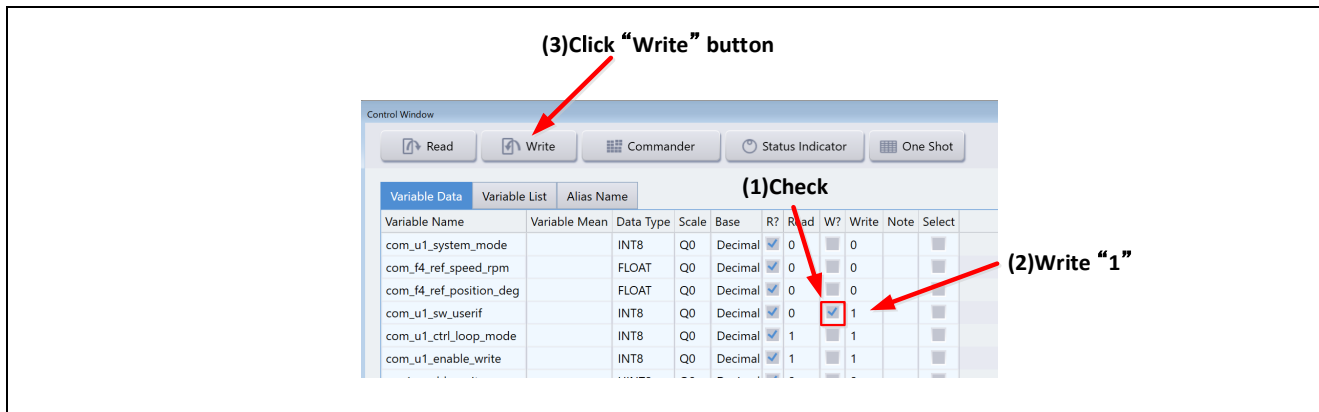 (3)Click “Write” button
Control Window
Read Write Commander Status Indicator One Shot
(1)Check
Variable Data Variable List Alias Name
Variable Name Variable Mean Data Type Scale Base R? Read W? Write Note Select
com_u1_system_mode INT8 Q0 Decimal 0 0
com_f4_ref_speed_rpm FLOAT Q0 Decimal 0 0
(2)Write “1”
com_f4_ref_position_deg FLOAT Q0 Decimal 0 0
com_u1_sw_userif INT8 Q0 Decimal 0 1
com_u1_ctrl_loop_mode INT8 Q0 Decimal 1 1
com_u1_enable_write INT8 Q0 Decimal 1 1